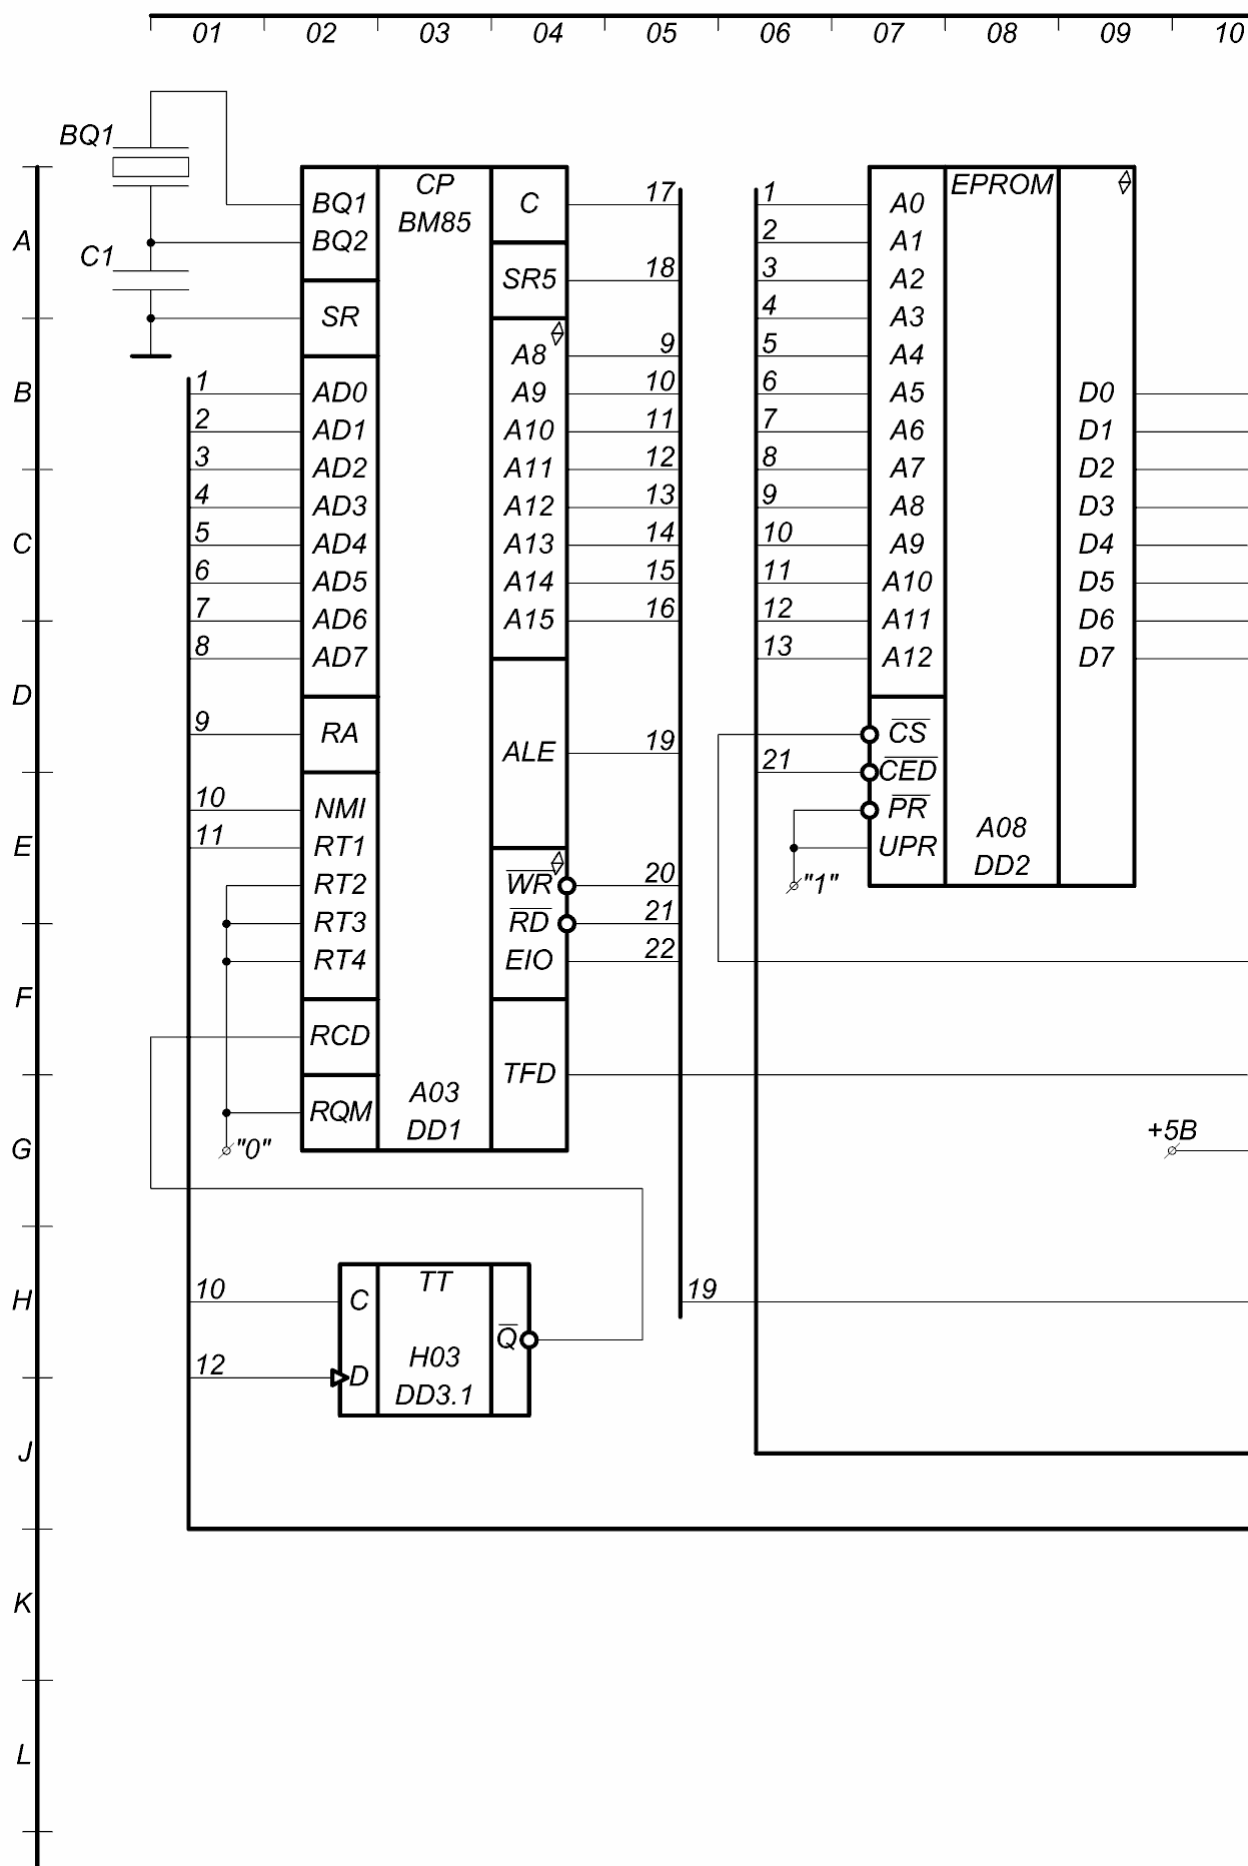 01 02 03 04 05 06 07 08 09 10
A
B
C
D
E
F
G
H
J
K
L
BQ1
C1
CP
BM85
BQ1
BQ2
SR
1 AD0
2 AD1
3 AD2
4 AD3
5 AD4
6 AD5
7 AD6
8 AD7
9 RA
10 NMI
11 RT1
RT2
RT3
RT4
RCD
RQM
"0"
A03
DD1
C 17
SR5 18
A8 9
A9 10
A10 11
A11 12
A12 13
A13 14
A14 15
A15 16
ALE 19
WR 20
RD 21
EIO 22
TFD
EPROM
1 A0
2 A1
3 A2
4 A3
5 A4
6 A5
7 A6
8 A7
9 A8
10 A9
11 A10
12 A11
13 A12
CS
21 CED
PR
UPR
"1"
A08
DD2
D0
D1
D2
D3
D4
D5
D6
D7
+5В
19
TT
10 C
12 D
Q
H03
DD3.1